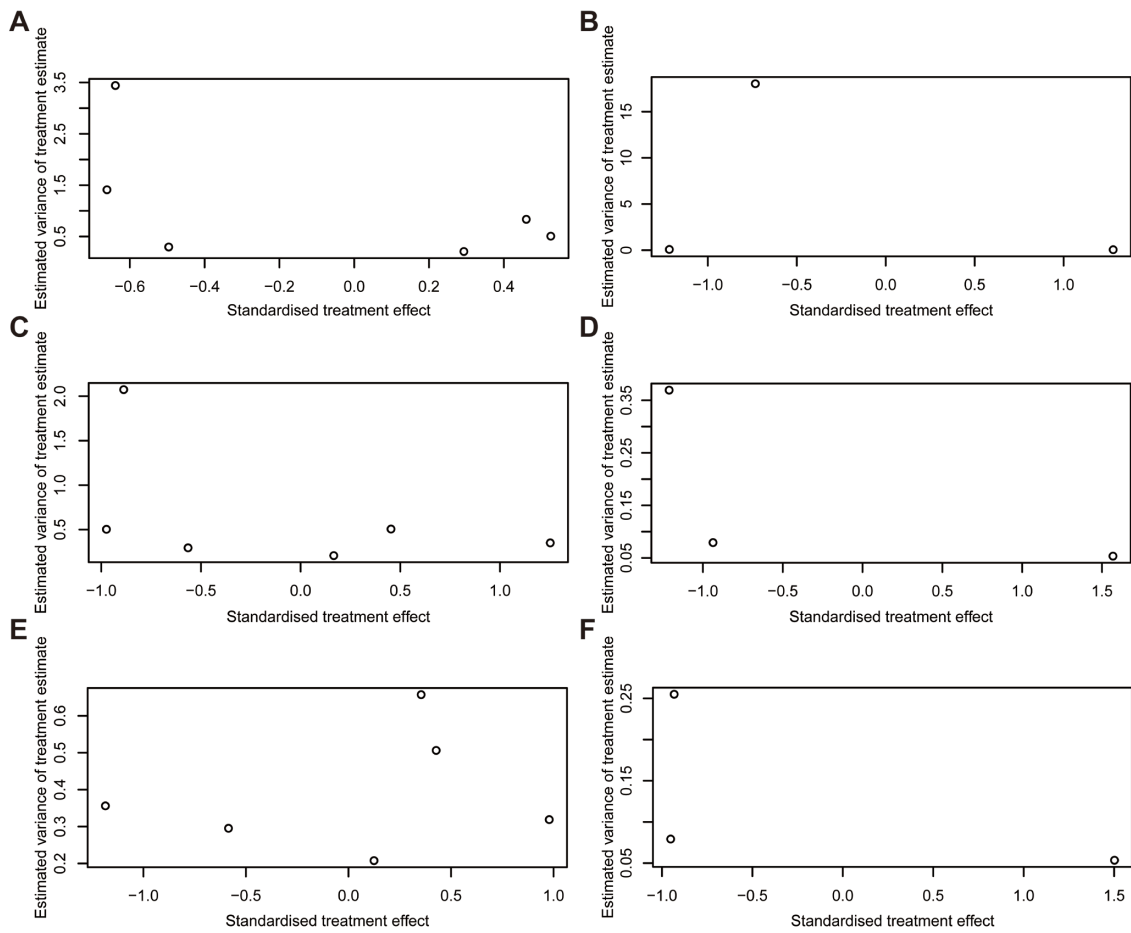 A
Estimated variance of treatment estimate
3.5
2.5
1.5
0.5
−0.6 −0.4 −0.2 0.0 0.2 0.4
Standardised treatment effect
B
Estimated variance of treatment estimate
15
10
5
0
−1.0 −0.5 0.0 0.5 1.0
Standardised treatment effect
C
Estimated variance of treatment estimate
2.0
1.5
1.0
0.5
−1.0 −0.5 0.0 0.5 1.0
Standardised treatment effect
D
Estimated variance of treatment estimate
0.35
0.25
0.15
0.05
−1.0 −0.5 0.0 0.5 1.0 1.5
Standardised treatment effect
E
Estimated variance of treatment estimate
0.6
0.5
0.4
0.3
0.2
−1.0 −0.5 0.0 0.5 1.0
Standardised treatment effect
F
Estimated variance of treatment estimate
0.25
0.15
0.05
−1.0 −0.5 0.0 0.5 1.0 1.5
Standardised treatment effect